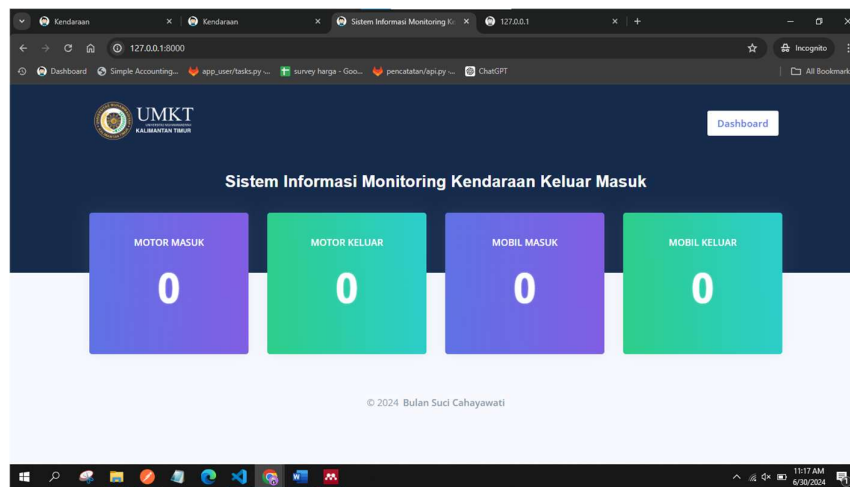 Kendaraan
Kendaraan
Sistem Informasi Monitoring Ke
127.0.0.1
127.0.0.1:8000
Incognito
Dashboard
Simple Accounting...
app_user/tasks.py -...
survey harga - Goo...
pencatatan/api.py -...
ChatGPT
All Bookmark
UMKT
KALIMANTAN TIMUR
Dashboard
Sistem Informasi Monitoring Kendaraan Keluar Masuk
MOTOR MASUK
0
MOTOR KELUAR
0
MOBIL MASUK
0
MOBIL KELUAR
0
© 2024 Bulan Suci Cahayawati
11:17 AM
6/30/2024